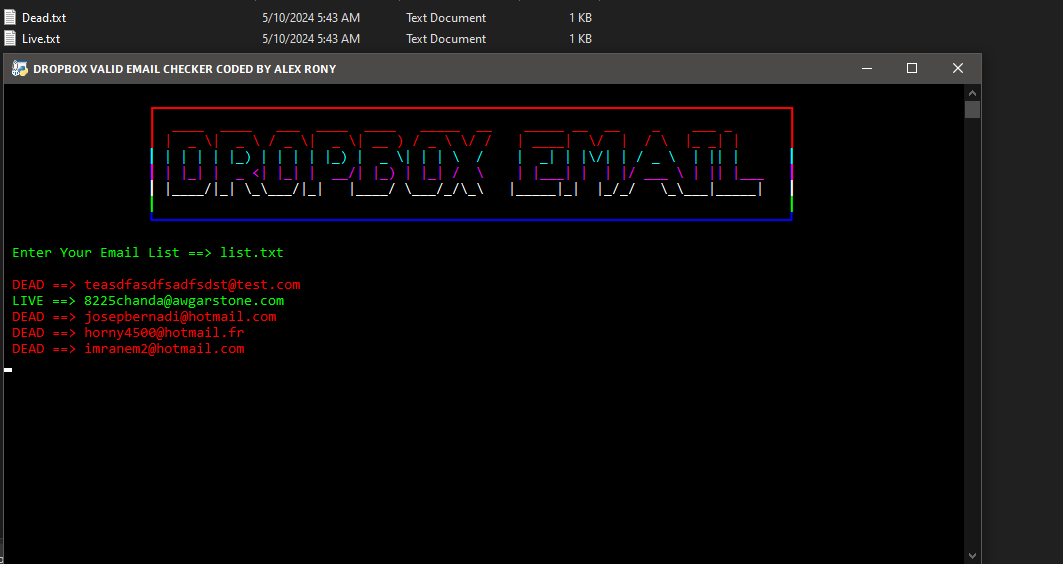 Dead.txt 5/10/2024 5:43 AM Text Document 1 KB
Live.txt 5/10/2024 5:43 AM Text Document 1 KB
DROPBOX VALID EMAIL CHECKER CODED BY ALEX RONY
DROPBOX EMAIL
Enter Your Email List ==> list.txt
DEAD ==> teasdfasdfsadfsdst@test.com
LIVE ==> 8225chanda@awgarstone.com
DEAD ==> josepbernadi@hotmail.com
DEAD ==> horny4500@hotmail.fr
DEAD ==> imranem2@hotmail.com